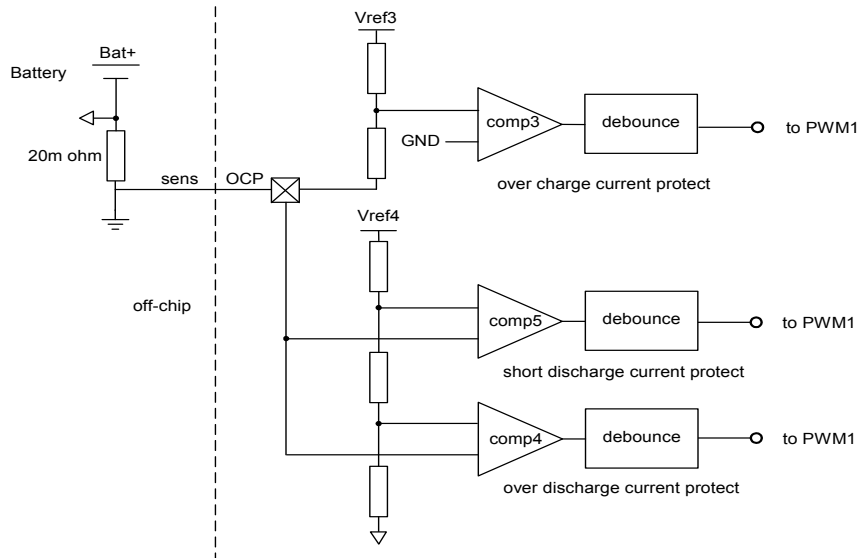 Vref3
Bat+
Battery
comp3
debounce
to PWM1
GND
20m ohm
sens
OCP
over charge current protect
Vref4
off-chip
comp5
debounce
to PWM1
short discharge current protect
comp4
debounce
to PWM1
over discharge current protect